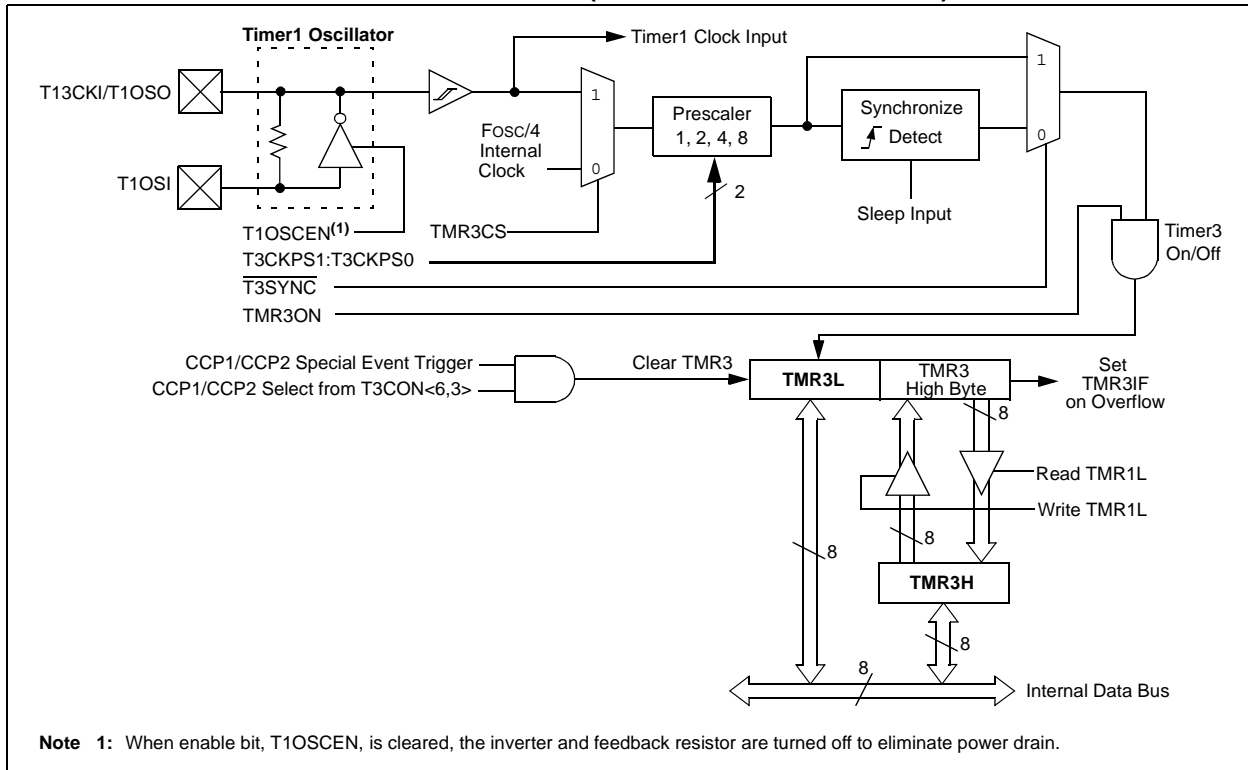 Timer1 Oscillator
Timer1 Clock Input
T13CKI/T1OSO
T1OSI
1
0
FOSC/4
Internal
Clock
Prescaler
1, 2, 4, 8
2
Synchronize
Detect
Sleep Input
1
0
T1OSCEN(1)
TMR3CS
T3CKPS1:T3CKPS0
T3SYNC
TMR3ON
Timer3
On/Off
CCP1/CCP2 Special Event Trigger
CCP1/CCP2 Select from T3CON<6,3>
Clear TMR3
TMR3L
TMR3
High Byte
Set
TMR3IF
on Overflow
8
Read TMR1L
Write TMR1L
8
8
TMR3H
8
8
Internal Data Bus
Note 1: When enable bit, T1OSCEN, is cleared, the inverter and feedback resistor are turned off to eliminate power drain.